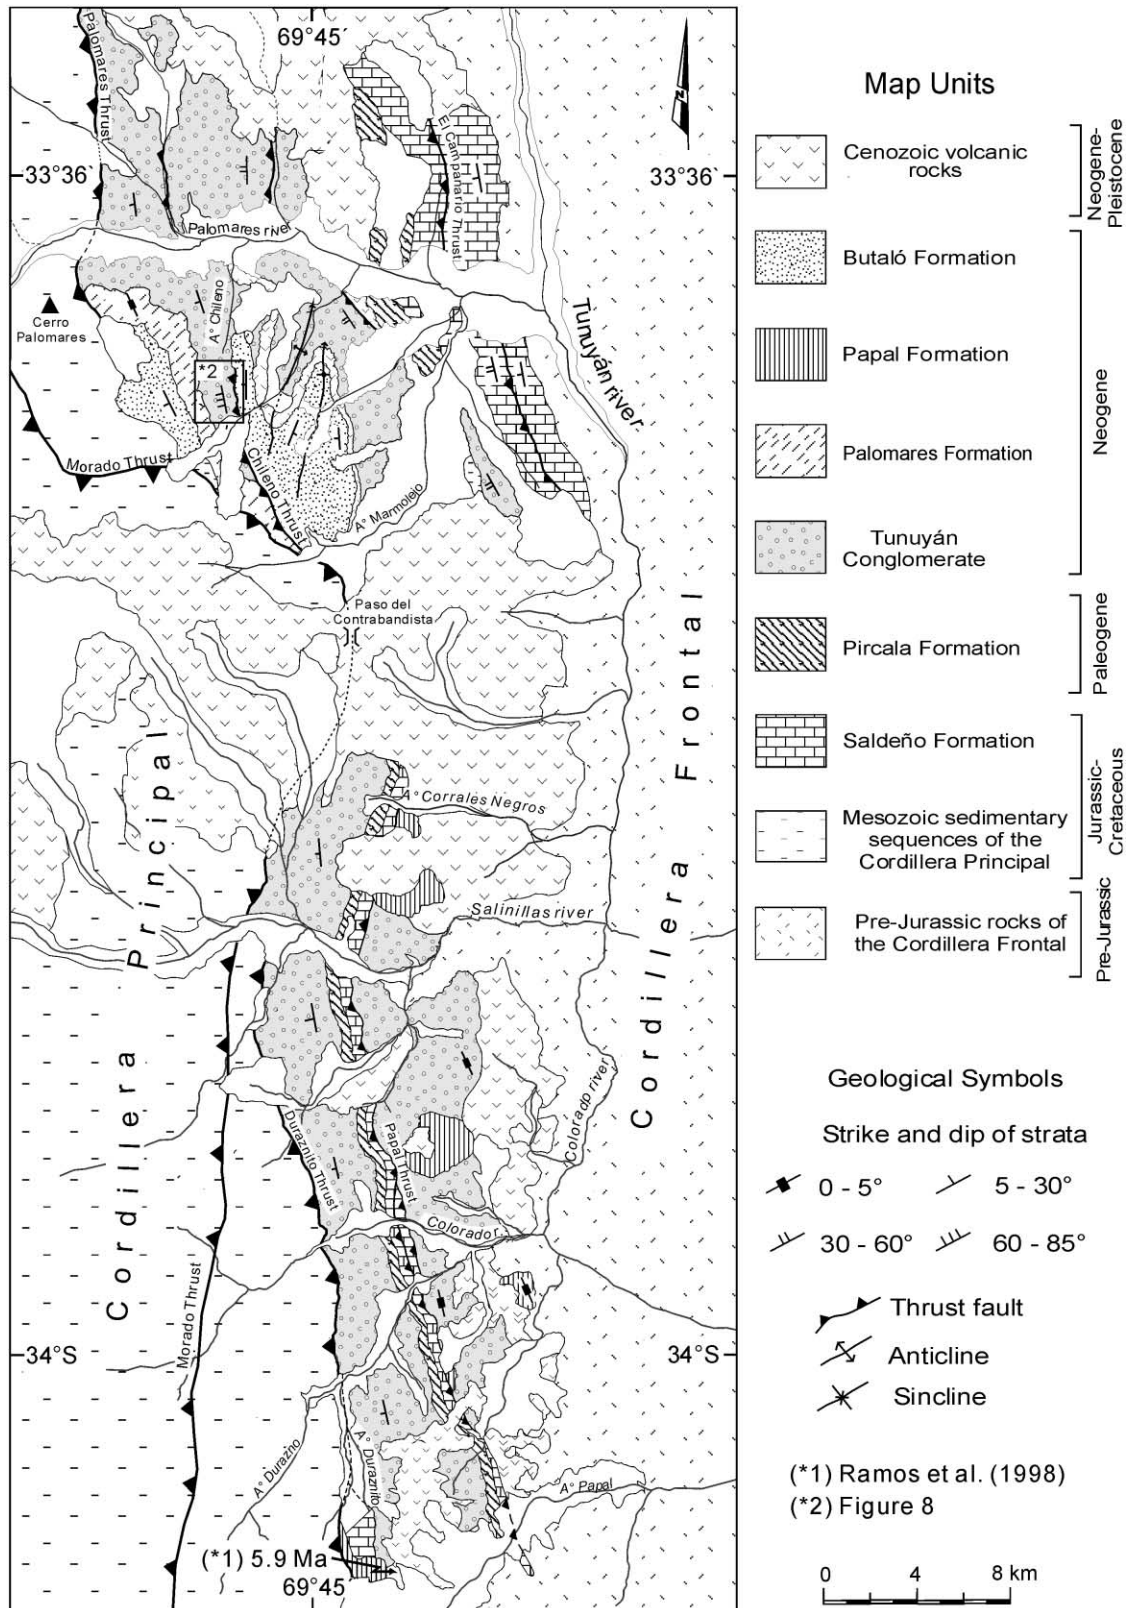 69°45´
33°36`
33°36`
N
Palomares Thrust
El Campanario Thrust
Palomares river
A° Chileno
Cerro
Palomares
*2
Tunuyán river
Morado Thrust
Chileno Thrust
A° Marmolejo
Paso del
Contrabandista
Cordillera Principal
Cordillera Frontal
A° Corrales Negros
Salinillas river
Colorado river
Duraznito Thrust
Papal Thrust
Colorador
Morado Thrust
34°S
34°S
A° Durazno
A° Duraznito
A° Papal
(*1) 5.9 Ma
69°45
Map Units
Cenozoic volcanic
rocks
Neogene-
Pleistocene
Butaló Formation
Papal Formation
Palomares Formation
Tunuyán
Conglomerate
Neogene
Pircala Formation
Paleogene
Saldeño Formation
Mesozoic sedimentary
sequences of the
Cordillera Principal
Jurassic-
Cretaceous
Pre-Jurassic rocks of
the Cordillera Frontal
Pre-Jurassic
Geological Symbols
Strike and dip of strata
0 - 5°
5 - 30°
30 - 60°
60 - 85°
Thrust fault
Anticline
Sincline
(*1) Ramos et al. (1998)
(*2) Figure 8
0 4 8 km